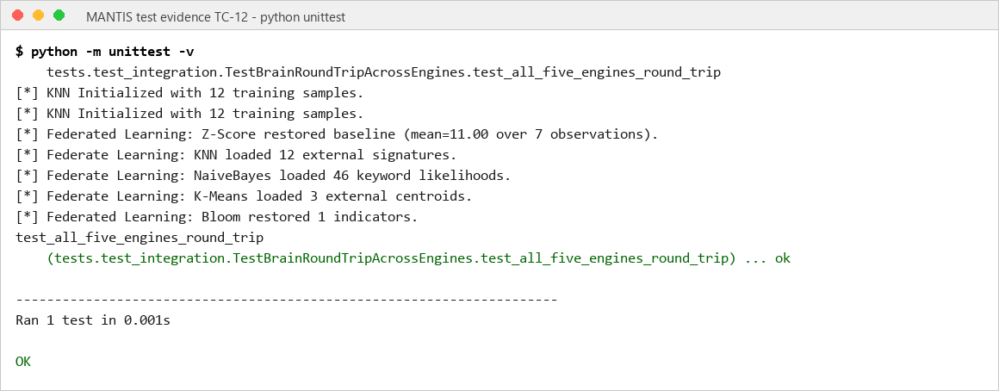 MANTIS test evidence TC-12 - python unittest
$ python -m unittest -v
    tests.test_integration.TestBrainRoundTripAcrossEngines.test_all_five_engines_round_trip
[*] KNN Initialized with 12 training samples.
[*] KNN Initialized with 12 training samples.
[*] Federated Learning: Z-Score restored baseline (mean=11.00 over 7 observations).
[*] Federate Learning: KNN loaded 12 external signatures.
[*] Federate Learning: NaiveBayes loaded 46 keyword likelihoods.
[*] Federate Learning: K-Means loaded 3 external centroids.
[*] Federated Learning: Bloom restored 1 indicators.
test_all_five_engines_round_trip
    (tests.test_integration.TestBrainRoundTripAcrossEngines.test_all_five_engines_round_trip) ... ok
----------------------------------------------------------------------
Ran 1 test in 0.001s
OK